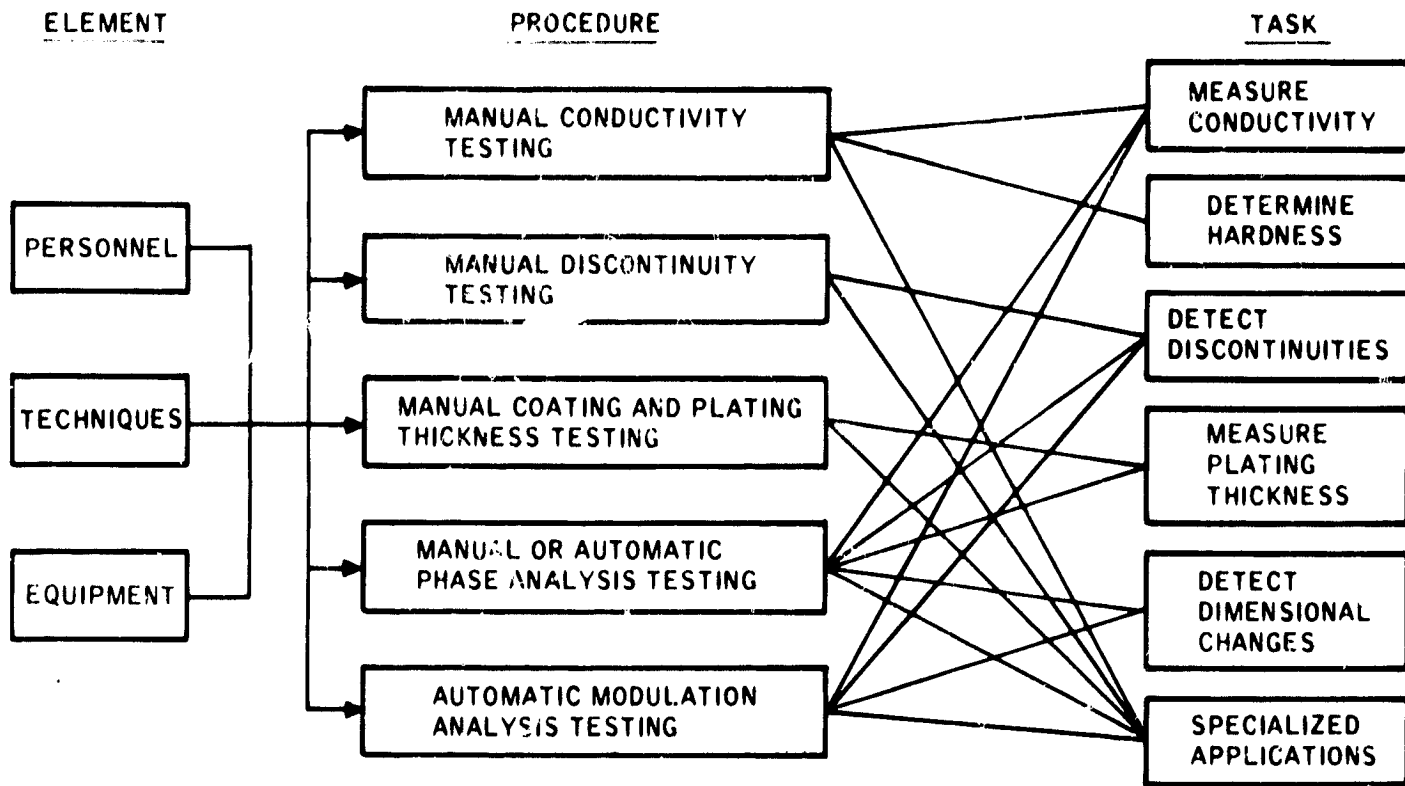 ELEMENT
PROCEDURE
TASK
PERSONNEL
TECHNIQUES
EQUIPMENT
MANUAL CONDUCTIVITY
TESTING
MANUAL DISCONTINUITY
TESTING
MANUAL COATING AND PLATING
THICKNESS TESTING
MANUAL OR AUTOMATIC
PHASE ANALYSIS TESTING
AUTOMATIC MODULATION
ANALYSIS TESTING
MEASURE
CONDUCTIVITY
DETERMINE
HARDNESS
DETECT
DISCONTINUITIES
MEASURE
PLATING
THICKNESS
DETECT
DIMENSIONAL
CHANGES
SPECIALIZED
APPLICATIONS